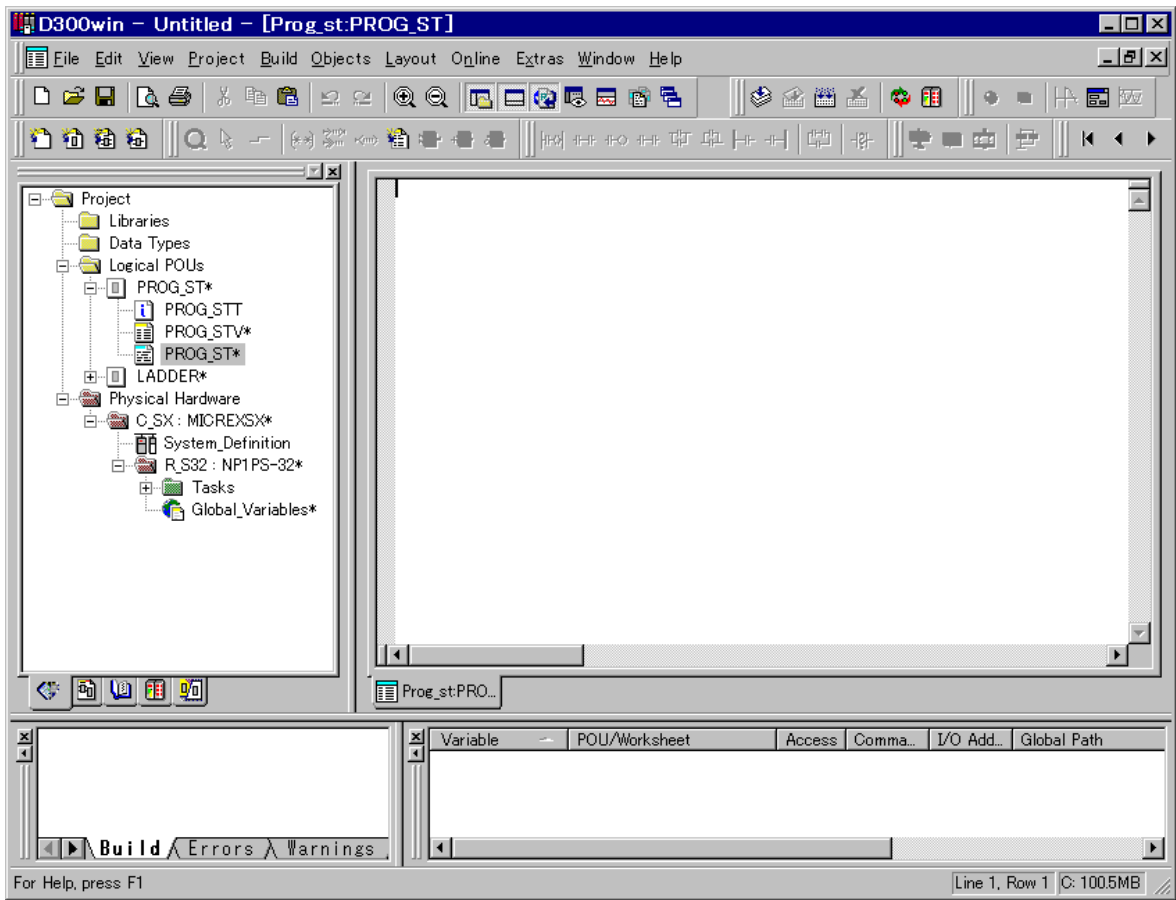 D300win - Untitled - [Prog_st:PROG_ST]
File Edit View Project Build Objects Layout Online Extras Window Help
Project
Libraries
Data Types
Logical POUs
PROG_ST*
PROG_STT
PROG_STV*
PROG_ST*
LADDER*
Physical Hardware
C_SX : MICREXSX*
System_Definition
R_S32 : NP1PS-32*
Tasks
Global_Variables*
Prog_st:PRO...
Variable POU/Worksheet Access Comma... I/O Add... Global Path
Build Errors Warnings
For Help, press F1 Line 1, Row 1 C: 1005MB